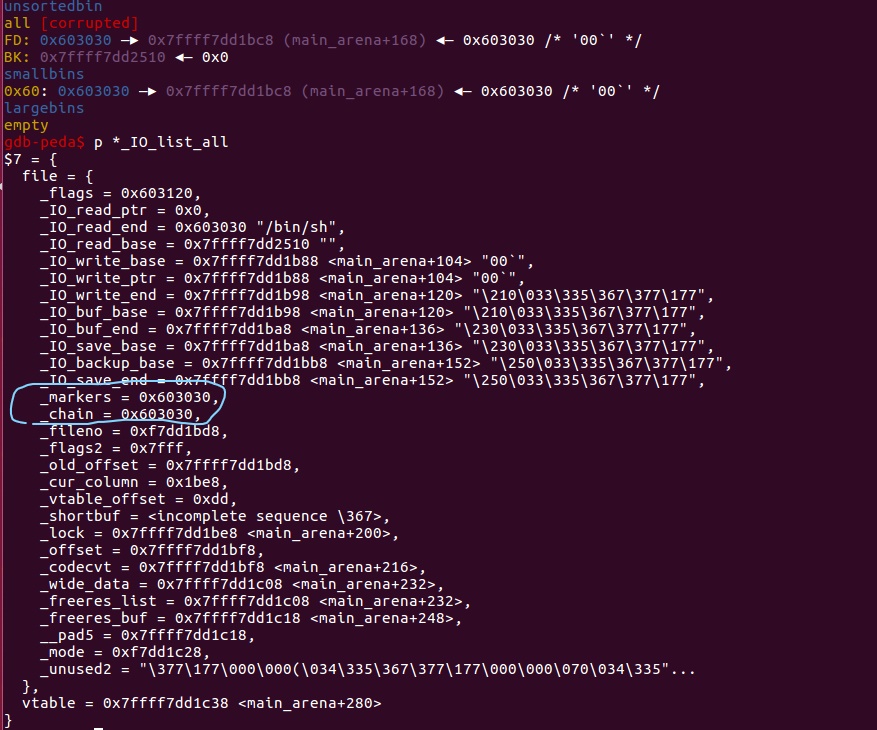 unsortedbin
all [corrupted]
FD: 0x603030 —▸ 0x7ffff7dd1bc8 (main_arena+168) ◂— 0x603030 /* '00`' */
BK: 0x7ffff7dd2510 ◂— 0x0
smallbins
0x60: 0x603030 —▸ 0x7ffff7dd1bc8 (main_arena+168) ◂— 0x603030 /* '00`' */
largebins
empty
gdb-peda$ p *_IO_list_all
$7 = {
  file = {
    _flags = 0x603120,
    _IO_read_ptr = 0x0,
    _IO_read_end = 0x603030 "/bin/sh",
    _IO_read_base = 0x7ffff7dd2510 "",
    _IO_write_base = 0x7ffff7dd1b88 <main_arena+104> "00`",
    _IO_write_ptr = 0x7ffff7dd1b88 <main_arena+104> "00`",
    _IO_write_end = 0x7ffff7dd1b98 <main_arena+120> "\210\033\335\367\377\177",
    _IO_buf_base = 0x7ffff7dd1b98 <main_arena+120> "\210\033\335\367\377\177",
    _IO_buf_end = 0x7ffff7dd1ba8 <main_arena+136> "\230\033\335\367\377\177",
    _IO_save_base = 0x7ffff7dd1ba8 <main_arena+136> "\230\033\335\367\377\177",
    _IO_backup_base = 0x7ffff7dd1bb8 <main_arena+152> "\250\033\335\367\377\177",
    _IO_save_end = 0x7ffff7dd1bb8 <main_arena+152> "\250\033\335\367\377\177",
    _markers = 0x603030,
    _chain = 0x603030,
    _fileno = 0xf7dd1bd8,
    _flags2 = 0x7fff,
    _old_offset = 0x7ffff7dd1bd8,
    _cur_column = 0x1be8,
    _vtable_offset = 0xdd,
    _shortbuf = <incomplete sequence \367>,
    _lock = 0x7ffff7dd1be8 <main_arena+200>,
    _offset = 0x7ffff7dd1bf8,
    _codecvt = 0x7ffff7dd1bf8 <main_arena+216>,
    _wide_data = 0x7ffff7dd1c08 <main_arena+232>,
    _freeres_list = 0x7ffff7dd1c08 <main_arena+232>,
    _freeres_buf = 0x7ffff7dd1c18 <main_arena+248>,
    __pad5 = 0x7ffff7dd1c18,
    _mode = 0xf7dd1c28,
    _unused2 = "\377\177\000\000(\034\335\367\377\177\000\000\070\034\335"...
  },
  vtable = 0x7ffff7dd1c38 <main_arena+280>
}